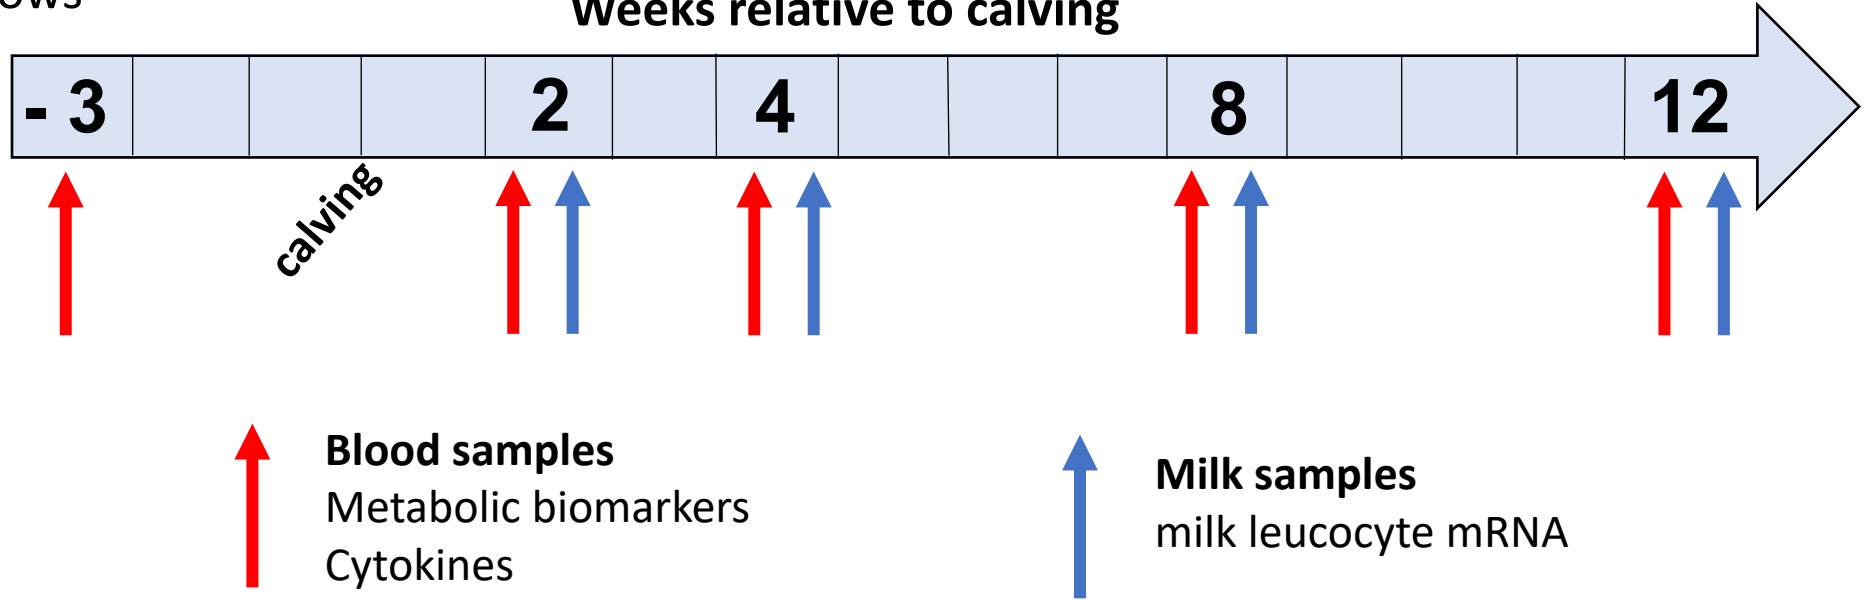 Weeks relative to calving
- 3 2 4 8 12
calving
Blood samples
Metabolic biomarkers
Cytokines
Milk samples
milk leucocyte mRNA